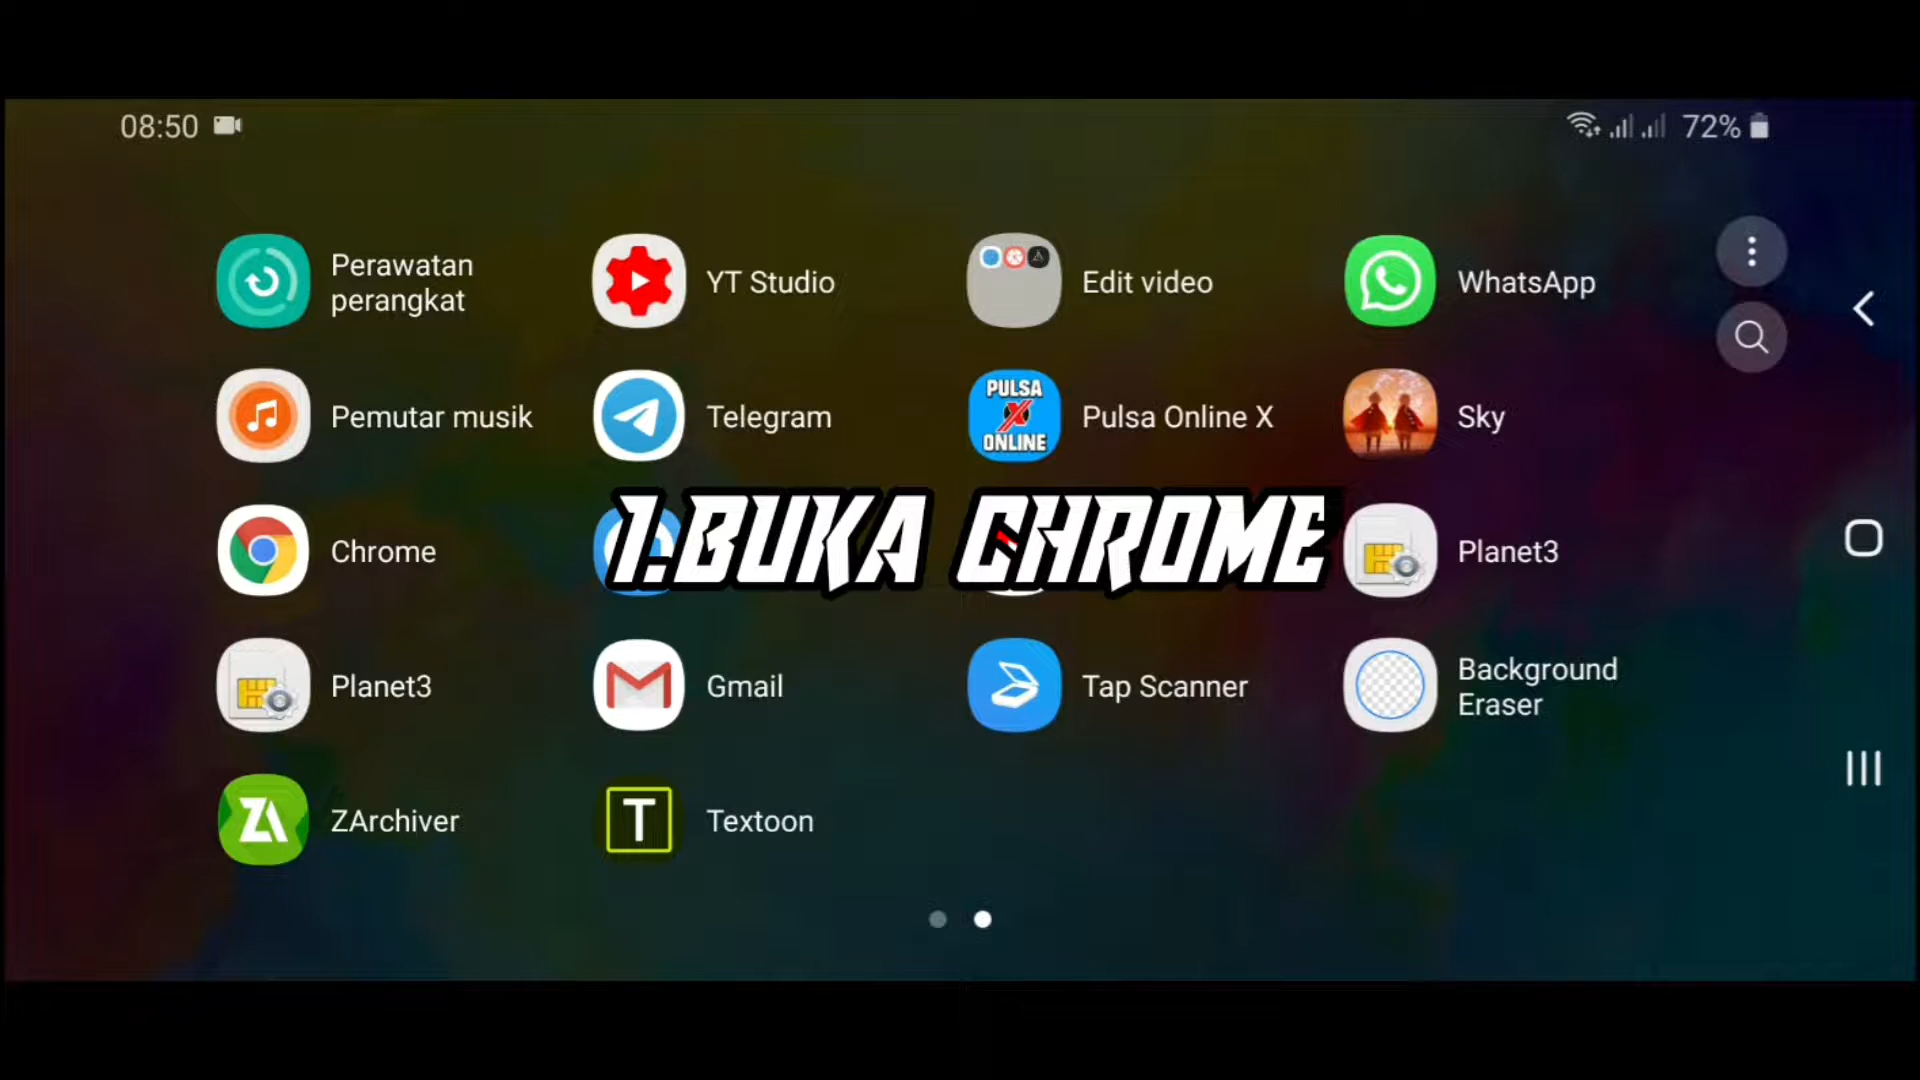 08:50
72%
Perawatan
perangkat
YT Studio
Edit video
WhatsApp
Pemutar musik
Telegram
PULSA
X
ONLINE
Pulsa Online X
Sky
Chrome
1.BUKA CHROME
Planet3
Planet3
Gmail
Tap Scanner
Background
Eraser
ZA
ZArchiver
T
Textoon